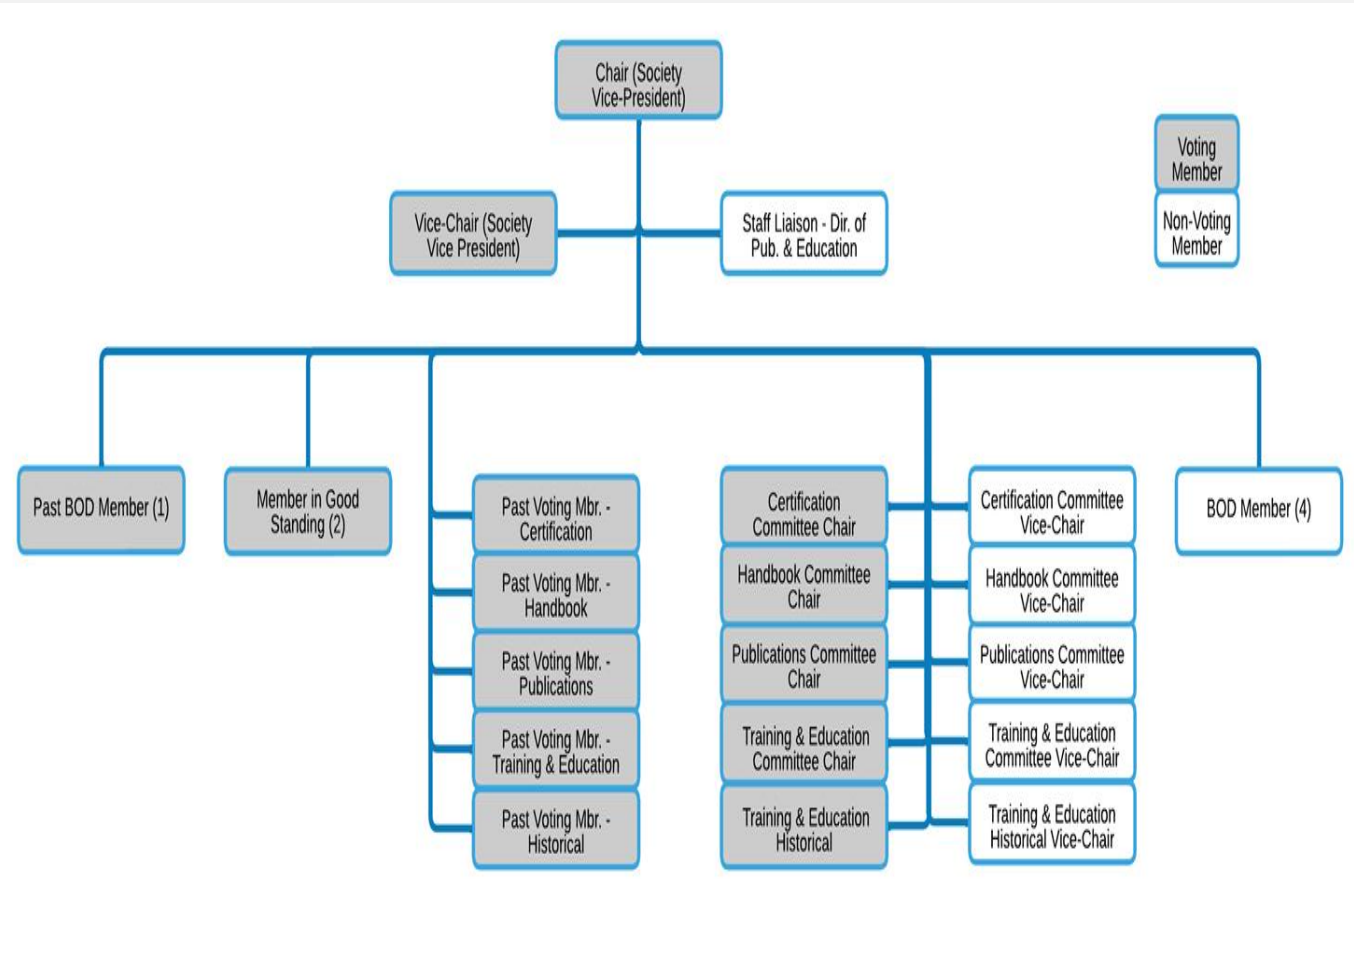 Chair (Society
Vice-President)
Voting
Member
Vice-Chair (Society
Vice President)
Staff Liaison - Dir. of
Pub. & Education
Non-Voting
Member
Past BOD Member (1)
Member in Good
Standing (2)
Past Voting Mbr. -
Certification
Past Voting Mbr. -
Handbook
Past Voting Mbr. -
Publications
Past Voting Mbr. -
Training & Education
Past Voting Mbr. -
Historical
Certification
Committee Chair
Handbook Committee
Chair
Publications Committee
Chair
Training & Education
Committee Chair
Training & Education
Historical
Certification Committee
Vice-Chair
Handbook Committee
Vice-Chair
Publications Committee
Vice-Chair
Training & Education
Committee Vice-Chair
Training & Education
Historical Vice-Chair
BOD Member (4)